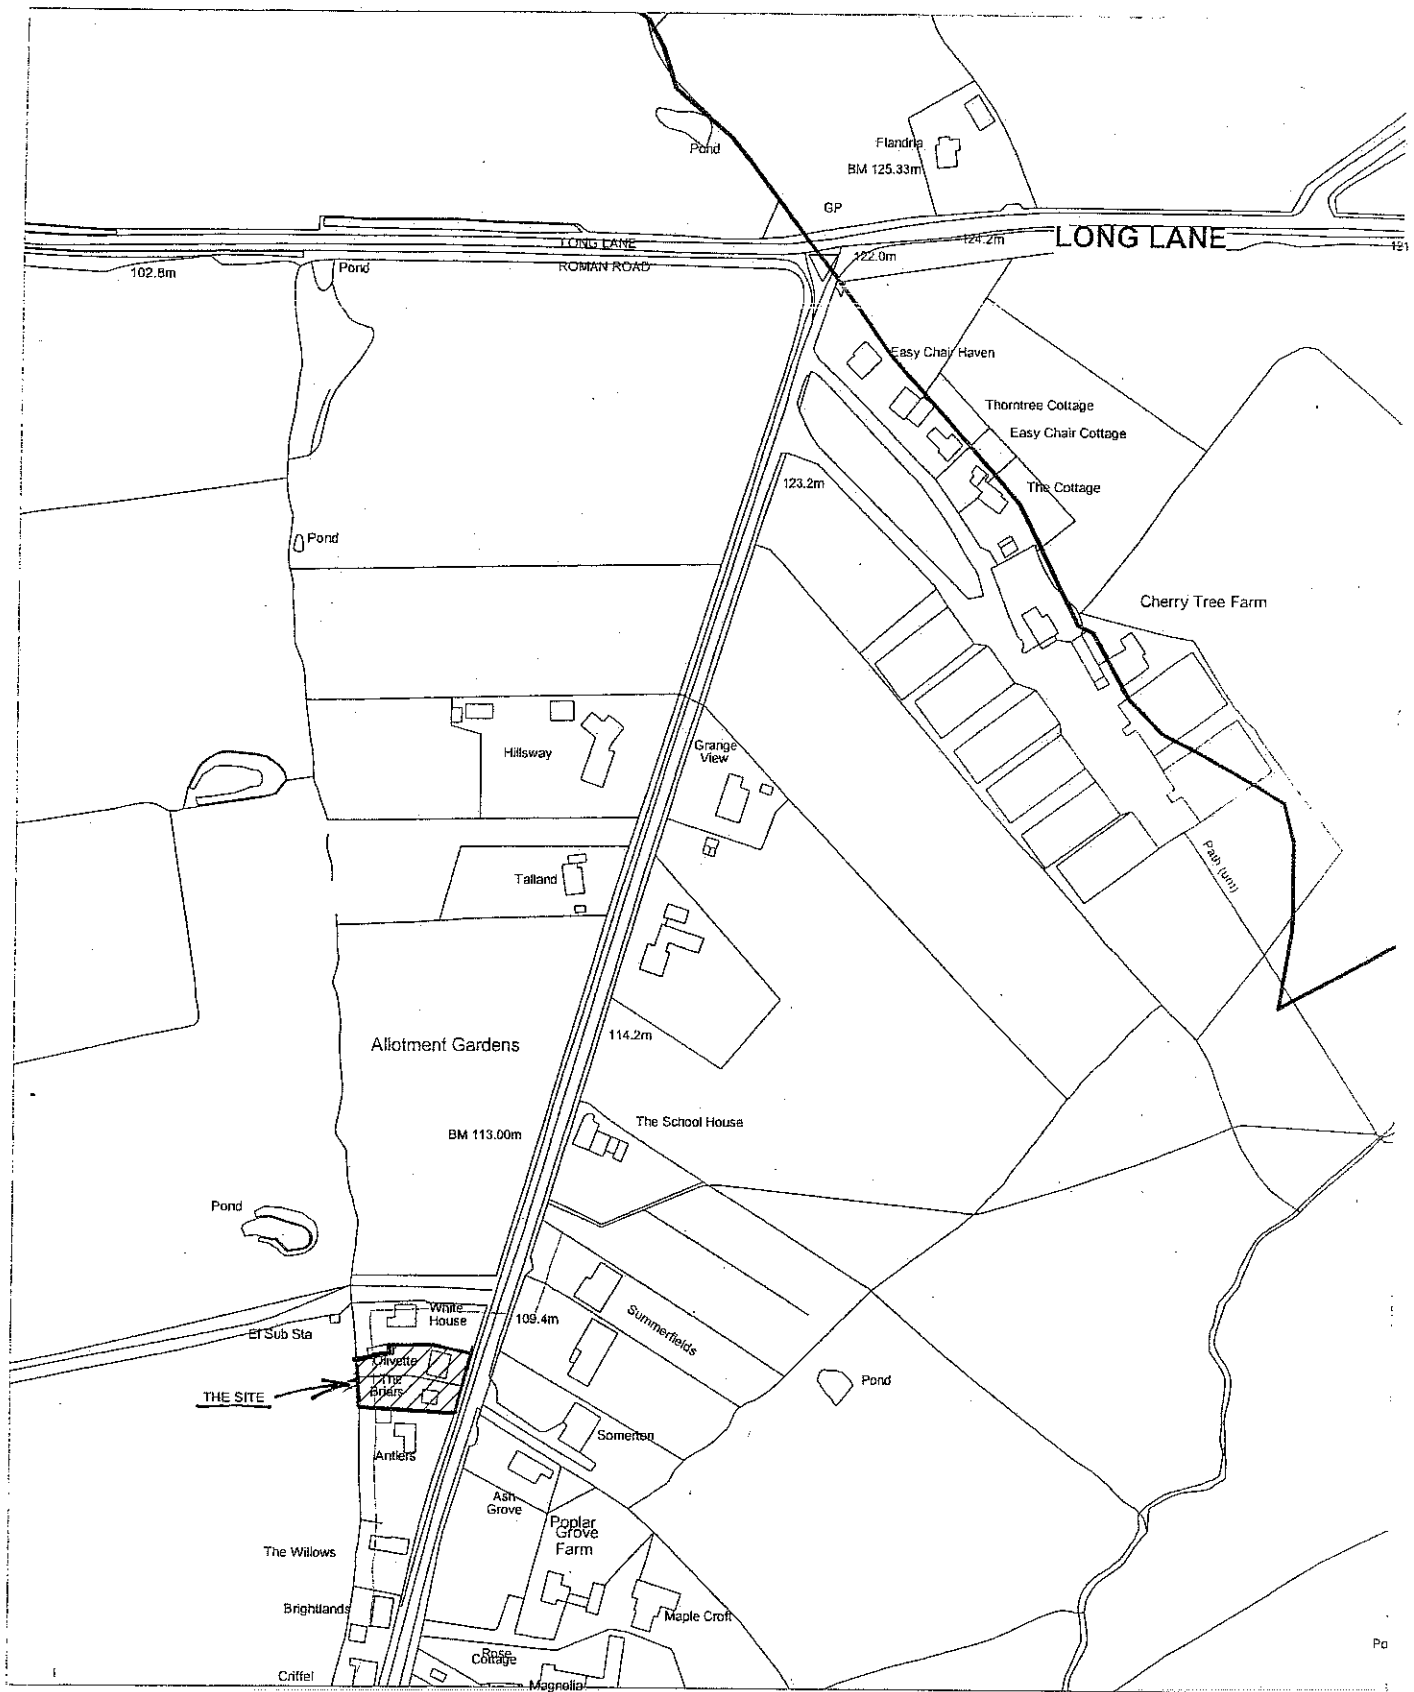 Pond
Flandria
BM 125.33m
GP
LONG LANE
124.2m
LONG LANE
121
122.0m
102.8m
Pond
ROMAN ROAD
Easy Chair Haven
Thorntree Cottage
Easy Chair Cottage
The Cottage
123.2m
Pond
Cherry Tree Farm
Hillsway
Grange
View
Path (um)
Talland
114.2m
Allotment Gardens
The School House
BM 113.00m
Pond
White
House
109.4m
Summerfields
El Sub Sta
Olivette
The
Briars
THE SITE
Pond
Somerton
Antlers
Ash
Grove
Poplar
Grove
Farm
The Willows
Brightlands
Maple Croft
Rose
Cottage
Criffel
Magnolia
Po